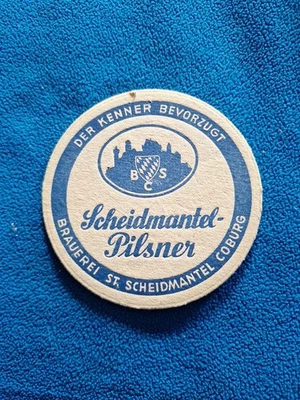 DER KENNER BEVORZUGT
B S
C
Scheidmantel-
Pilsner
BRAUEREI ST. SCHEIDMANTEL COBURG